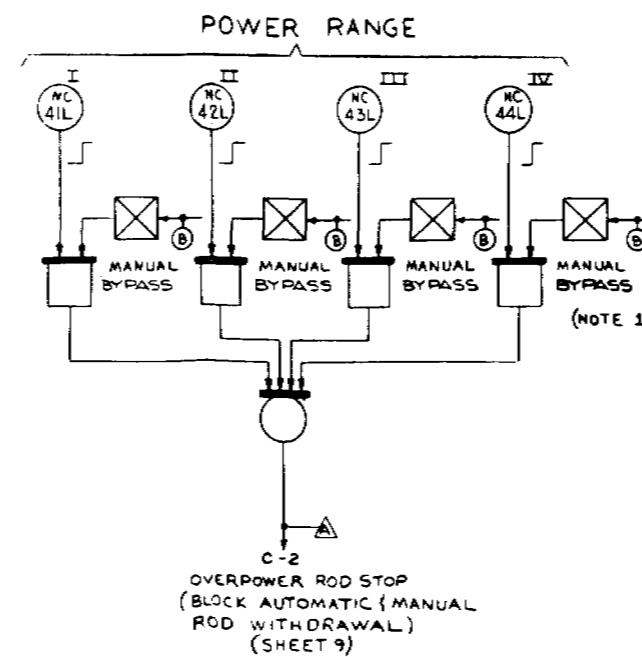 POWER RANGE
I II III IV
NC 41L NC 42L NC 43L NC 44L
B B B B
MANUAL BYPASS MANUAL BYPASS MANUAL BYPASS MANUAL BYPASS
(NOTE 1
A
C-2
OVERPOWER ROD STOP
(BLOCK AUTOMATIC & MANUAL
ROD WITHDRAWAL)
(SHEET 9)